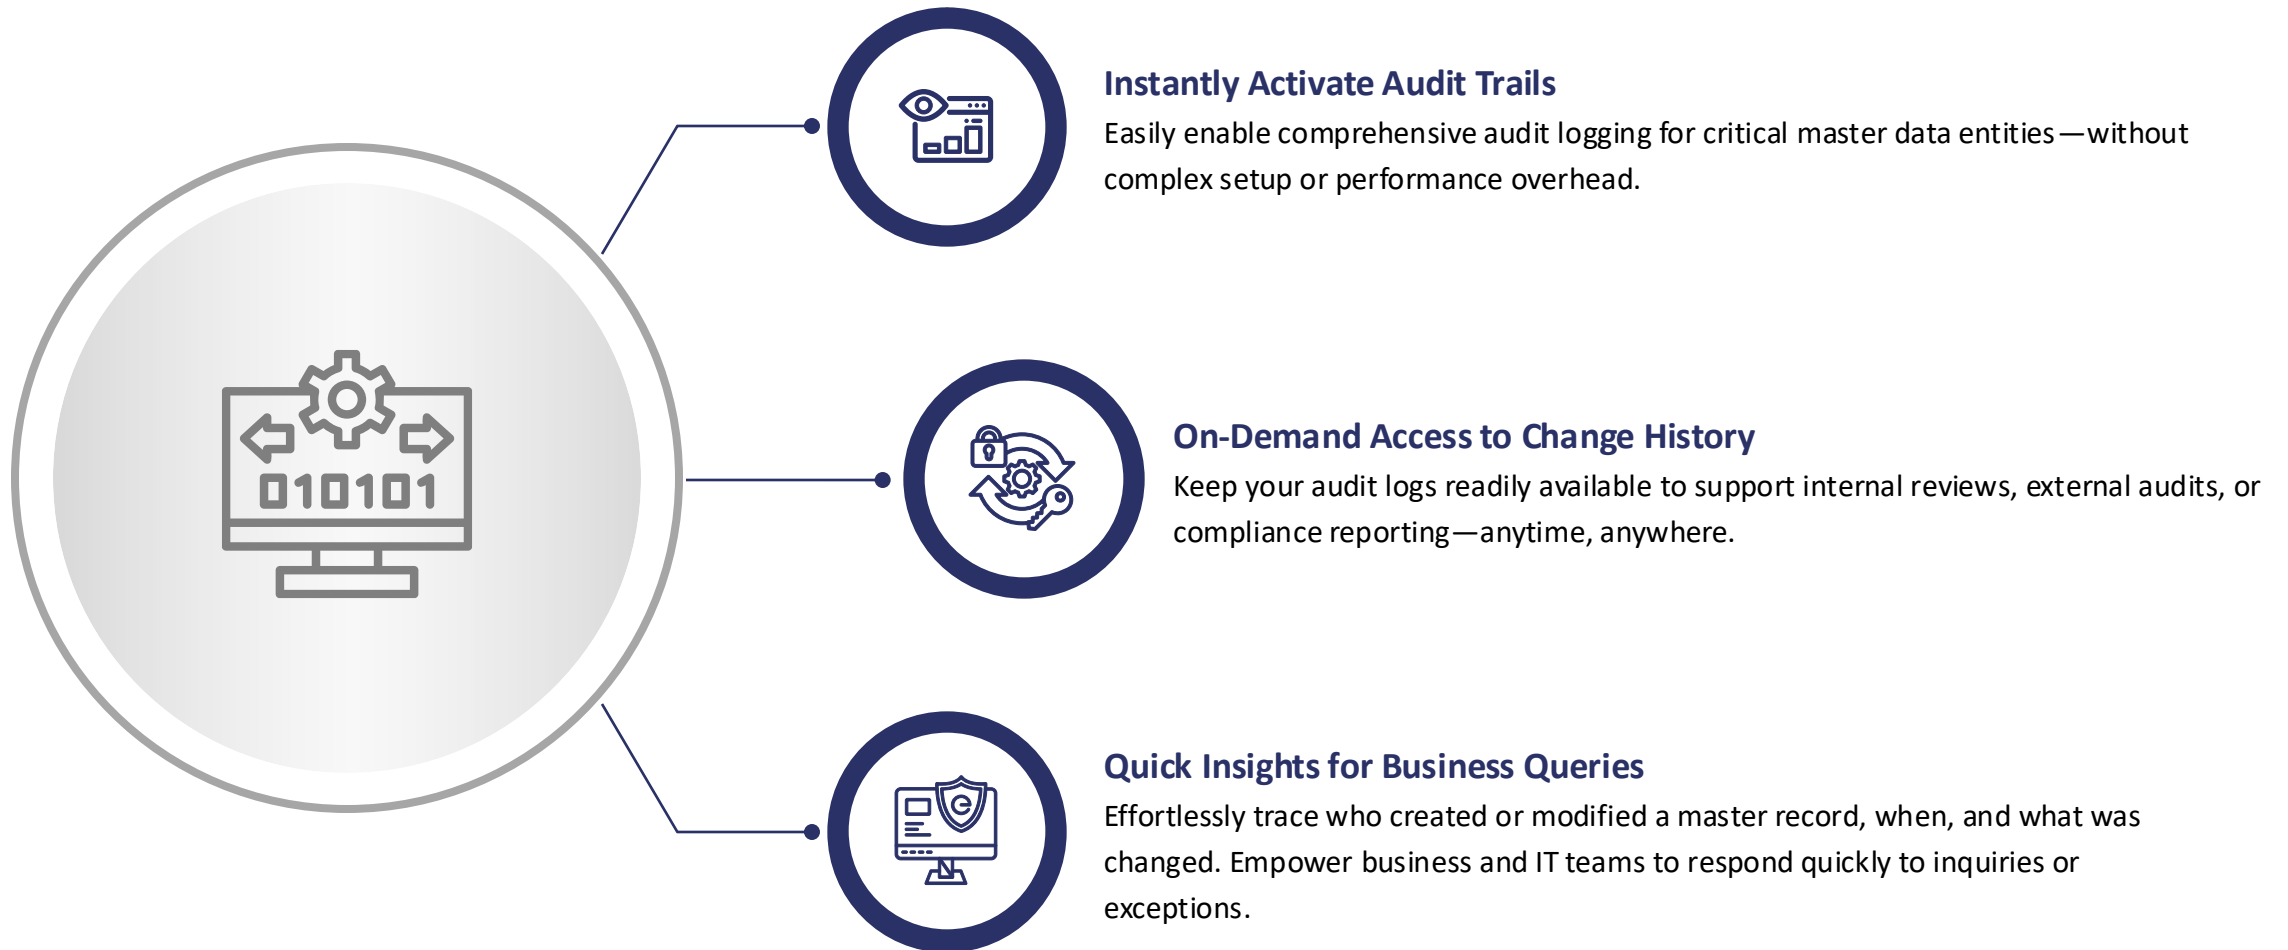 Instantly Activate Audit Trails
Easily enable comprehensive audit logging for critical master data entities—without
complex setup or performance overhead.
010101
On-Demand Access to Change History
Keep your audit logs readily available to support internal reviews, external audits, or
compliance reporting—anytime, anywhere.
Quick Insights for Business Queries
Effortlessly trace who created or modified a master record, when, and what was
changed. Empower business and IT teams to respond quickly to inquiries or
exceptions.